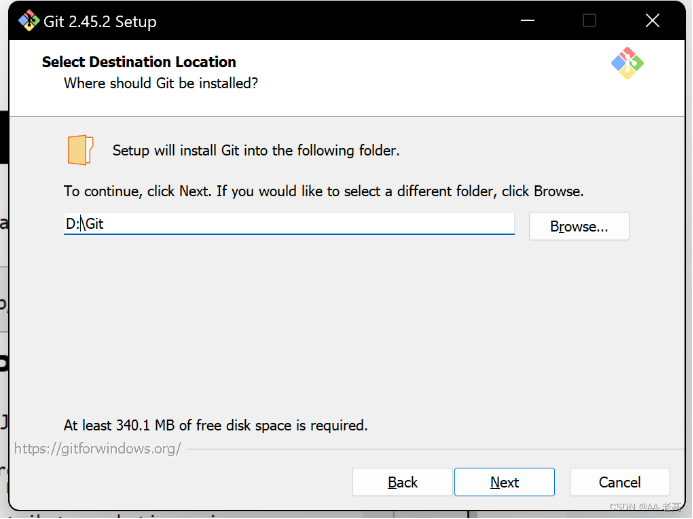 Git 2.45.2 Setup
Select Destination Location
Where should Git be installed?
Setup will install Git into the following folder.
To continue, click Next. If you would like to select a different folder, click Browse.
D:\Git
Browse...
At least 340.1 MB of free disk space is required.
https://gitforwindows.org/
Back
Next
Cancel
CSDN @AA.老高